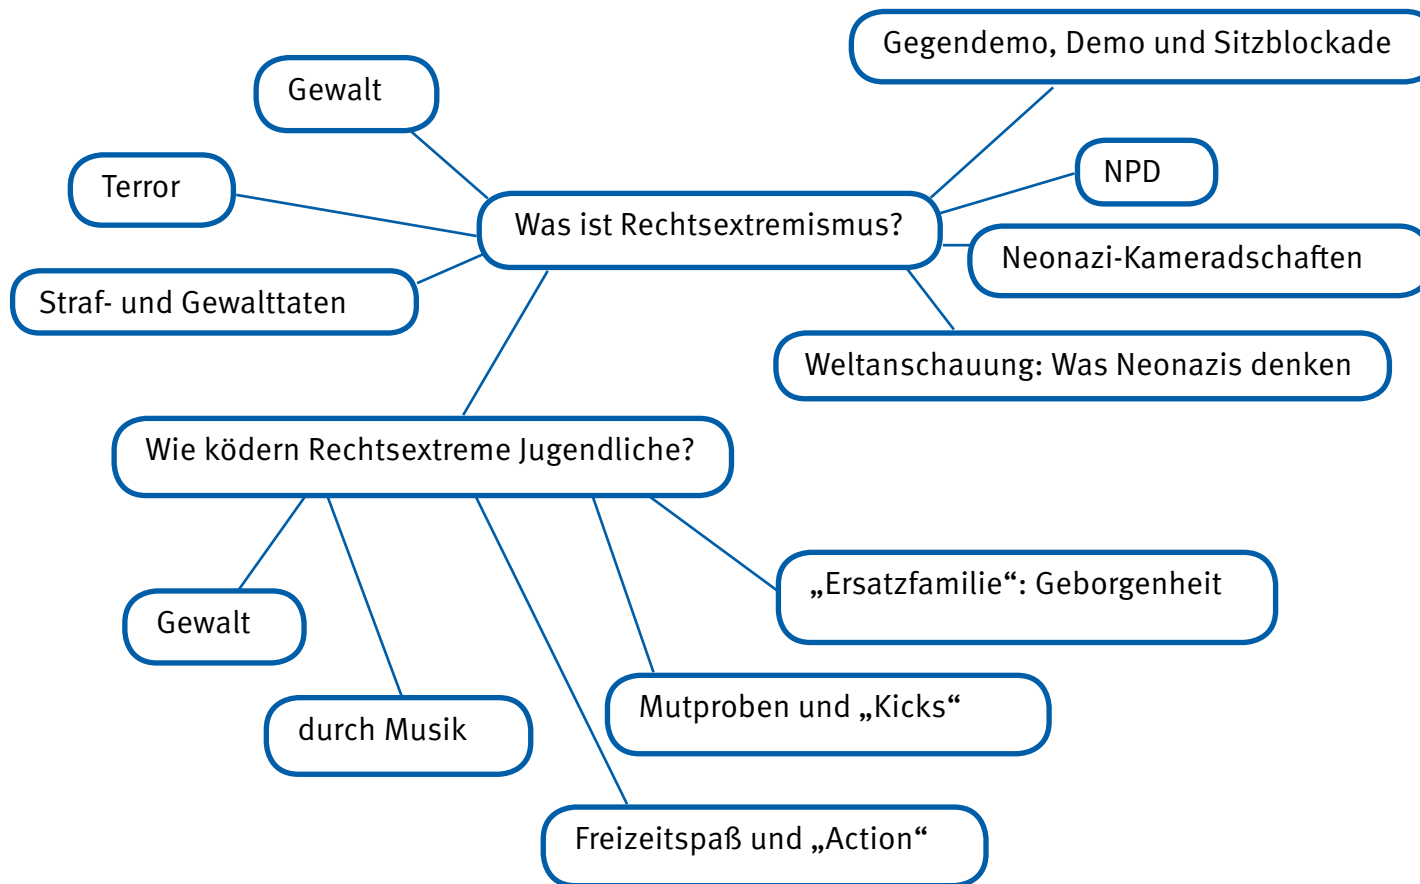 Gegendemo, Demo und Sitzblockade
Gewalt
NPD
Terror
Was ist Rechtsextremismus?
Neonazi-Kameradschaften
Straf- und Gewalttaten
Weltanschauung: Was Neonazis denken
Wie ködern Rechtsextreme Jugendliche?
„Ersatzfamilie“: Geborgenheit
Gewalt
Mutproben und „Kicks“
durch Musik
Freizeitspaß und „Action“